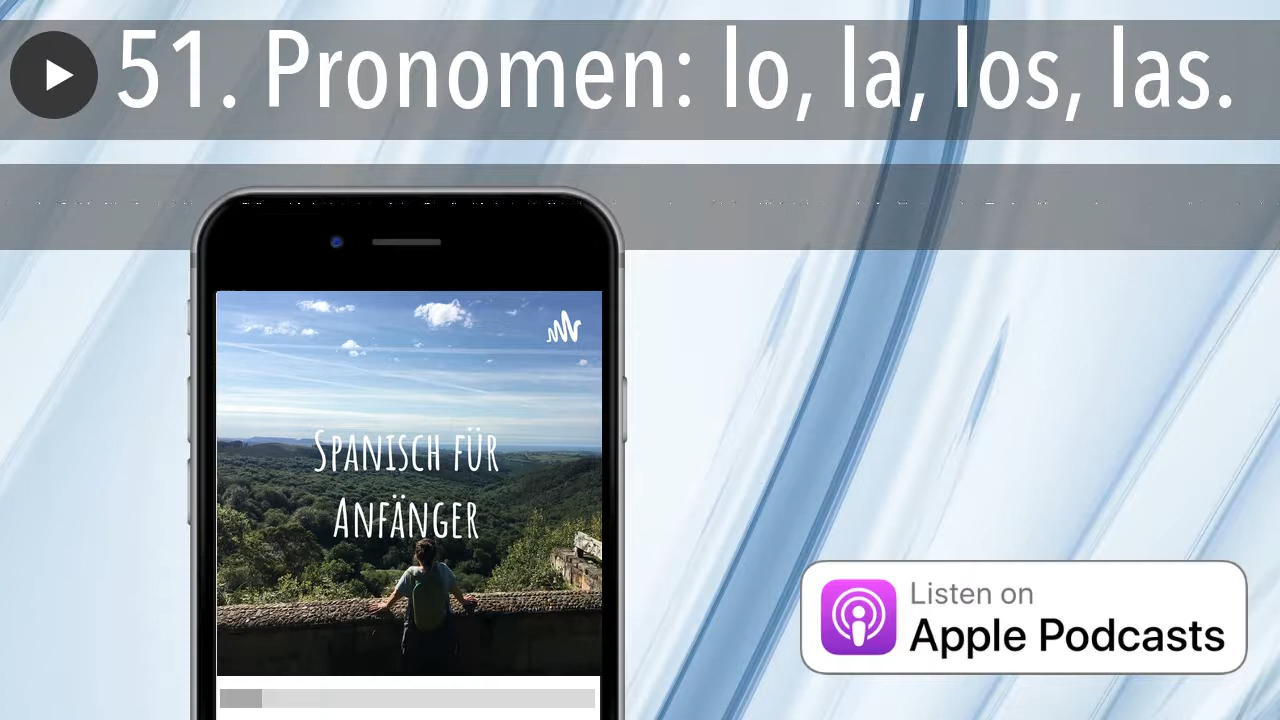 51. Pronomen: lo, la, los, las.
Spanisch für
Anfänger
Listen on
Apple Podcasts